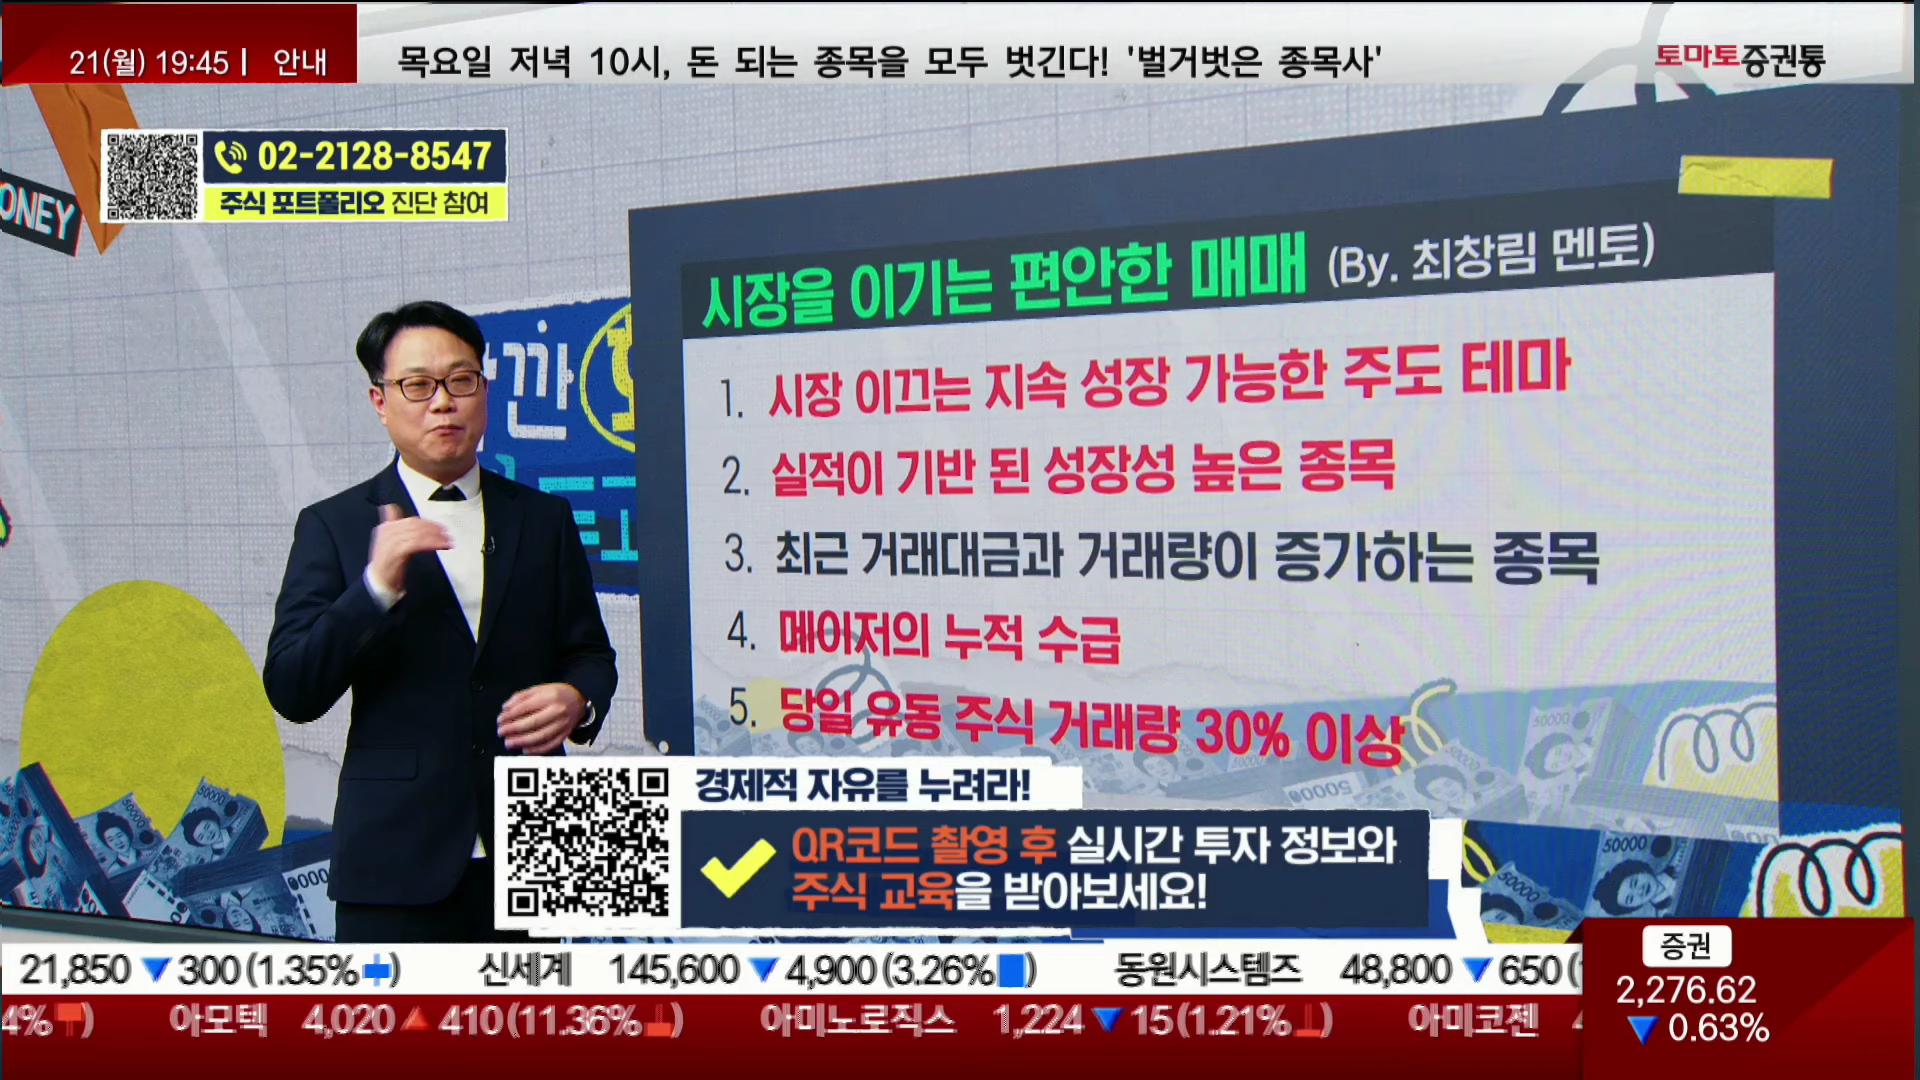 21(월) 19:45 | 안내
목요일 저녁 10시, 돈 되는 종목을 모두 벗긴다! '벌거벗은 종목사'
토마토증권통
02-2128-8547
주식 포트폴리오 진단 참여
ONEY
깐
시장을 이기는 편안한 매매 (By. 최창림 멘토)
1. 시장 이끄는 지속 성장 가능한 주도 테마
2. 실적이 기반 된 성장성 높은 종목
3. 최근 거래대금과 거래량이 증가하는 종목
4. 메이저의 누적 수급
5. 당일 유동 주식 거래량 30% 이상
경제적 자유를 누려라!
QR코드 촬영 후 실시간 투자 정보와
주식 교육을 받아보세요!
21,850 ▼ 300 (1.35% ) 신세계 145,600 ▼ 4,900 (3.26% ) 동원시스템즈 48,800 ▼ 650 (
4% ) 아모텍 4,020 ▲ 410 (11.36% ) 아미노로직스 1,224 ▼ 15 (1.21% ) 아미코젠
증권
2,276.62
▼ 0.63%